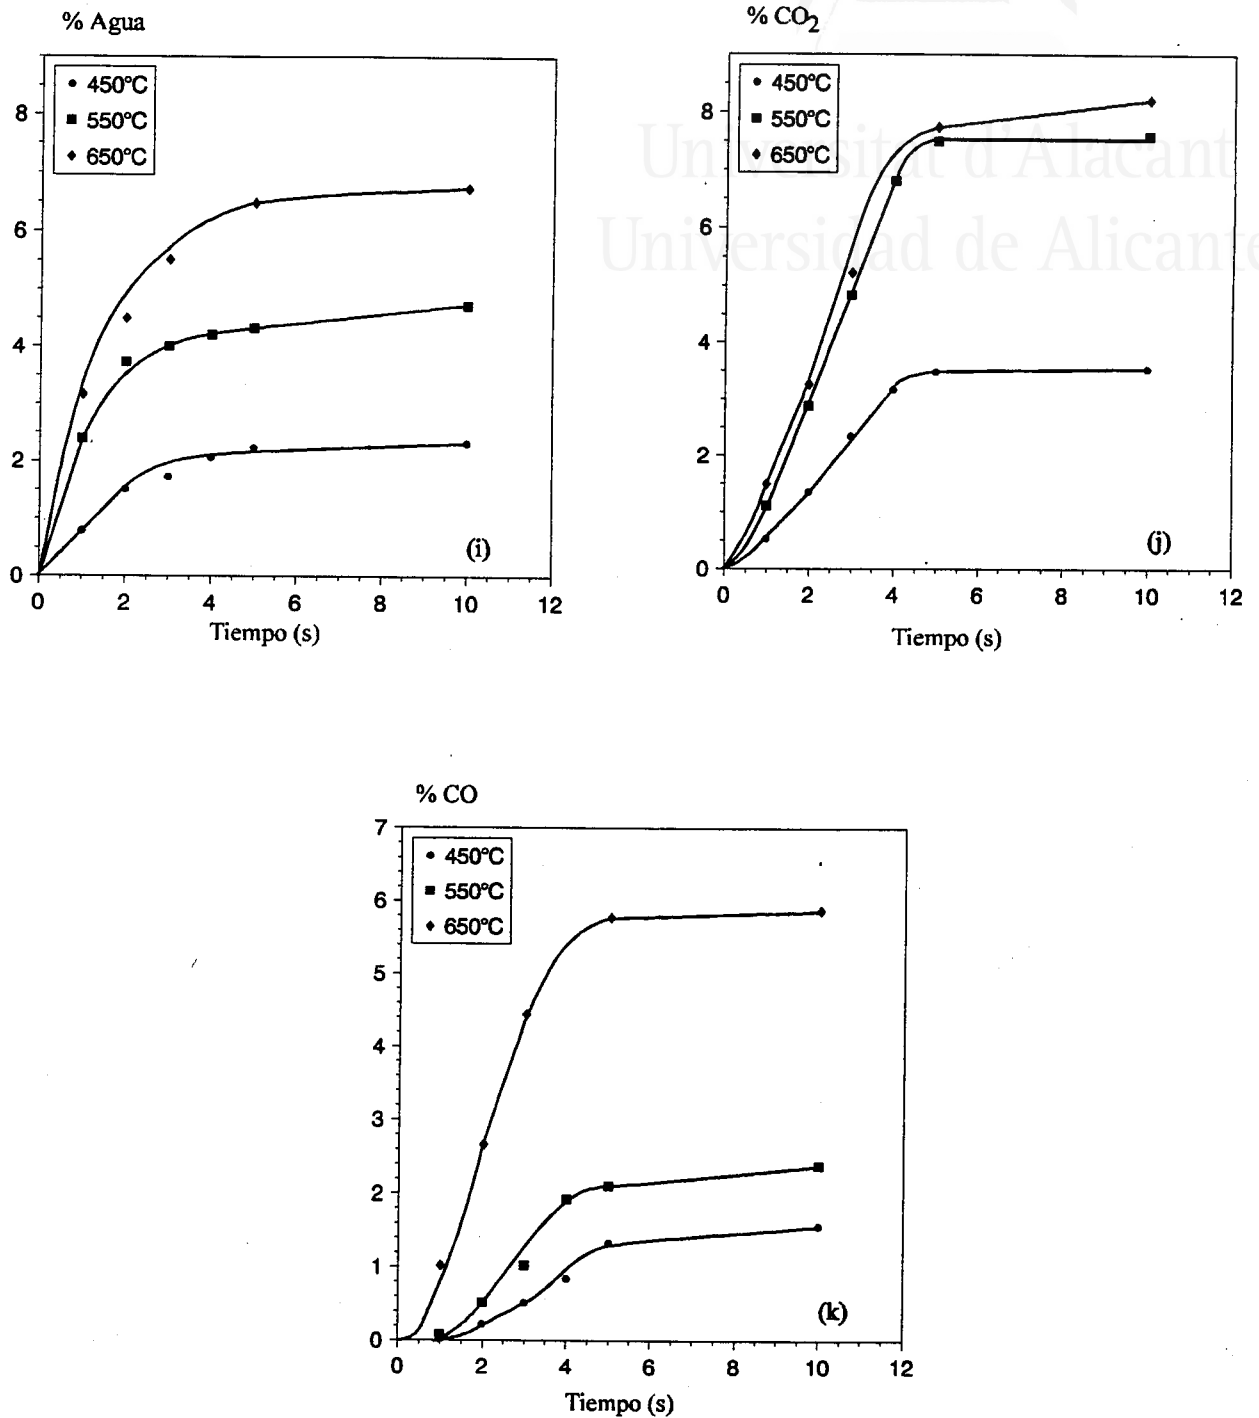 % Agua
450°C
550°C
650°C
8
6
4
2
0
0 2 4 6 8 10 12
(i)
Tiempo (s)
% CO2
450°C
550°C
650°C
8
6
4
2
0
0 2 4 6 8 10 12
(j)
Tiempo (s)
Universitat d'Alacant
Universidad de Alicante
% CO
7
450°C
550°C
650°C
6
5
4
3
2
1
0
0 2 4 6 8 10 12
(k)
Tiempo (s)